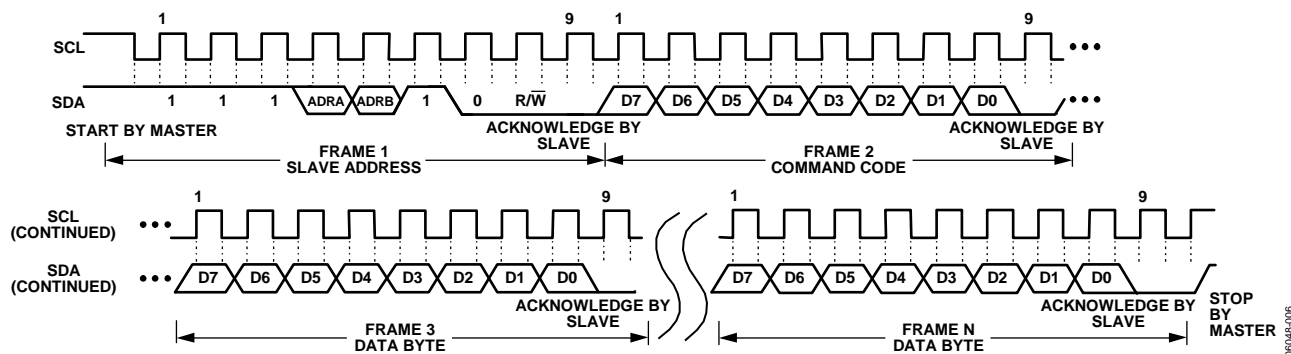 1 9 1 9
SCL
SDA 1 1 1 ADRA ADRB 1 0 R/W̅ D7 D6 D5 D4 D3 D2 D1 D0
START BY MASTER ACKNOWLEDGE BY SLAVE ACKNOWLEDGE BY SLAVE
FRAME 1 SLAVE ADDRESS FRAME 2 COMMAND CODE
1 9 1 9
SCL (CONTINUED)
SDA (CONTINUED) D7 D6 D5 D4 D3 D2 D1 D0 D7 D6 D5 D4 D3 D2 D1 D0
ACKNOWLEDGE BY SLAVE ACKNOWLEDGE BY SLAVE STOP BY MASTER
FRAME 3 DATA BYTE FRAME N DATA BYTE
06048-006